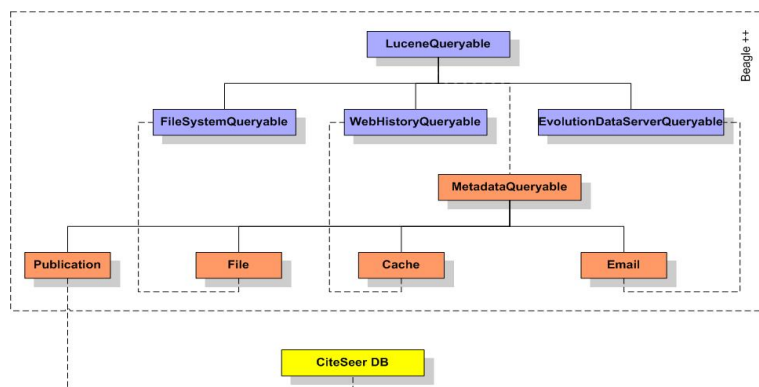 LuceneQueryable
Beagle ++
FileSystemQueryable
WebHistoryQueryable
EvolutionDataServerQueryable
MetadataQueryable
Publication
File
Cache
Email
CiteSeer DB